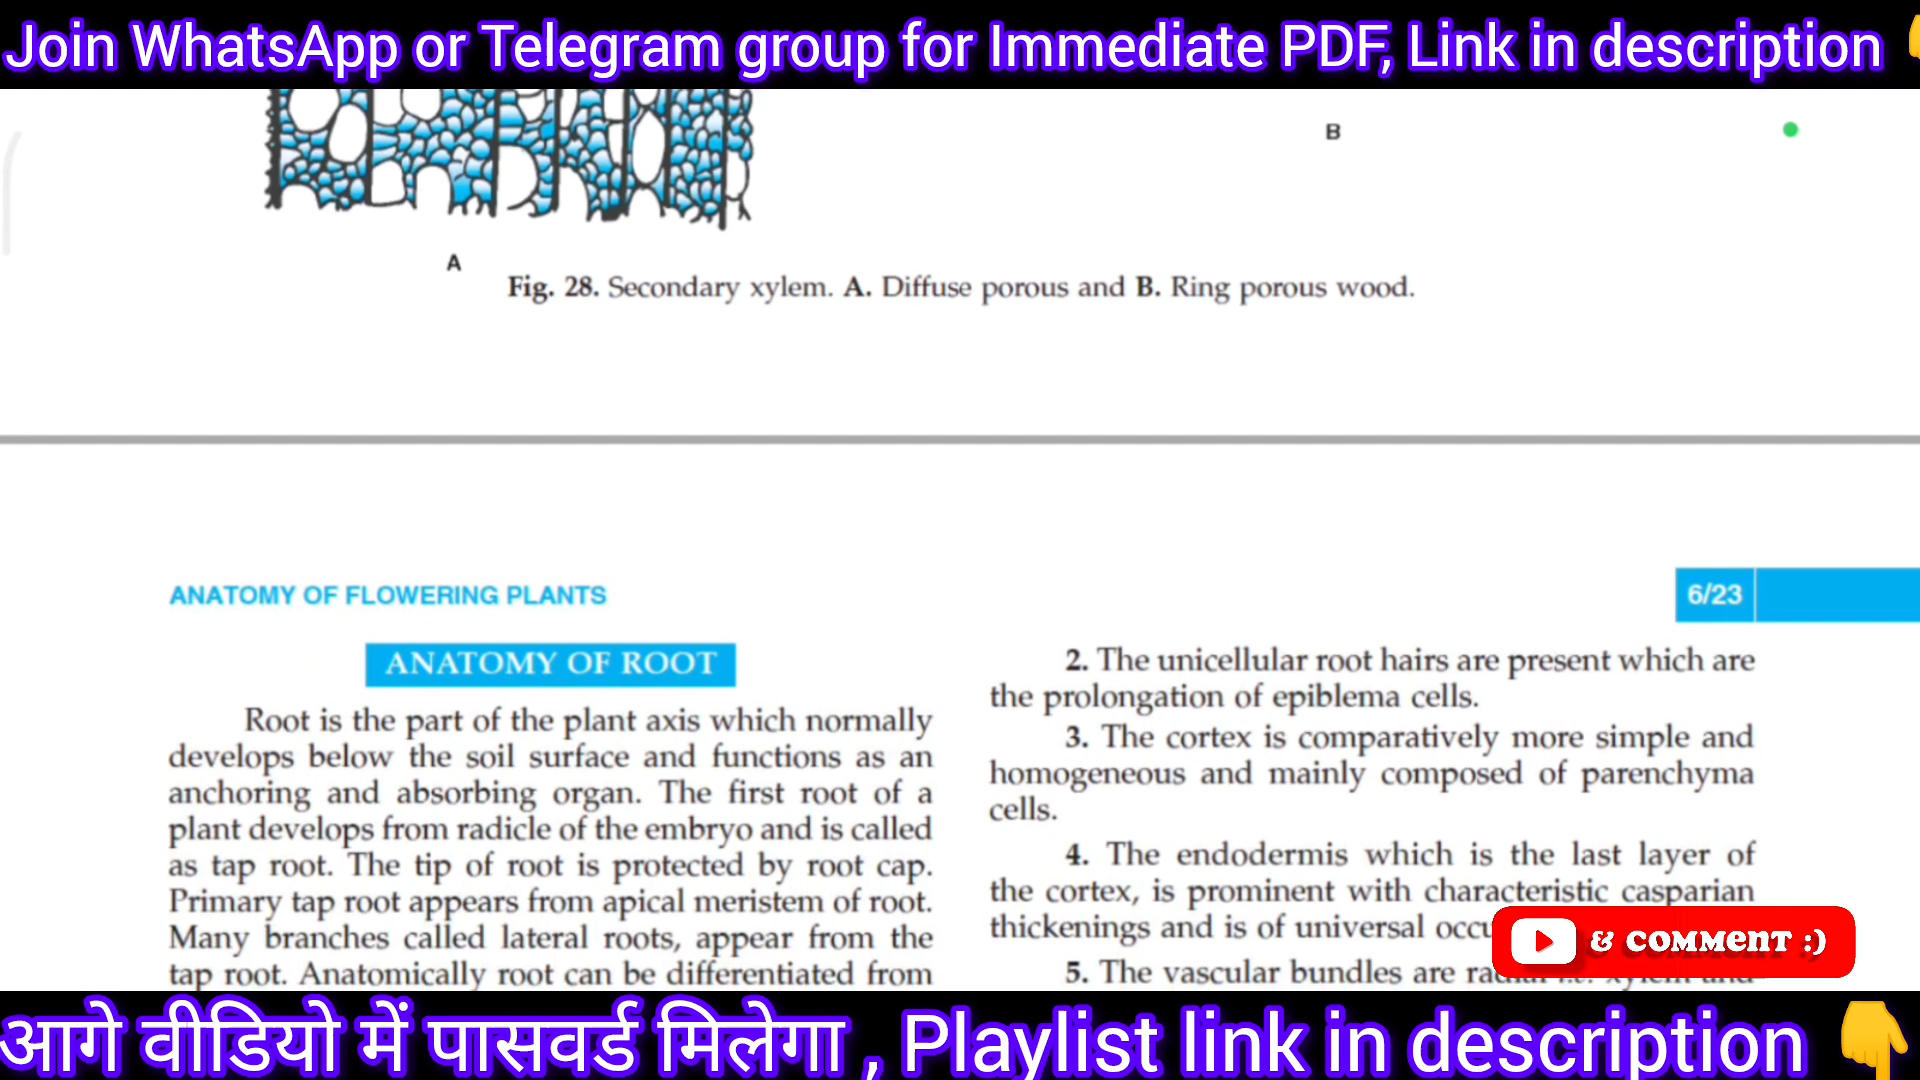 Join WhatsApp or Telegram group for Immediate PDF, Link in description
B
A
Fig. 28. Secondary xylem. A. Diffuse porous and B. Ring porous wood.
ANATOMY OF FLOWERING PLANTS
6/23
ANATOMY OF ROOT
Root is the part of the plant axis which normally
develops below the soil surface and functions as an
anchoring and absorbing organ. The first root of a
plant develops from radicle of the embryo and is called
as tap root. The tip of root is protected by root cap.
Primary tap root appears from apical meristem of root.
Many branches called lateral roots, appear from the
tap root. Anatomically root can be differentiated from
2. The unicellular root hairs are present which are
the prolongation of epiblema cells.
3. The cortex is comparatively more simple and
homogeneous and mainly composed of parenchyma
cells.
4. The endodermis which is the last layer of
the cortex, is prominent with characteristic casparian
thickenings and is of universal
5. The vascular bundles are
& COMMENT :)
आगे वीडियो में पासवर्ड मिलेगा , Playlist link in description